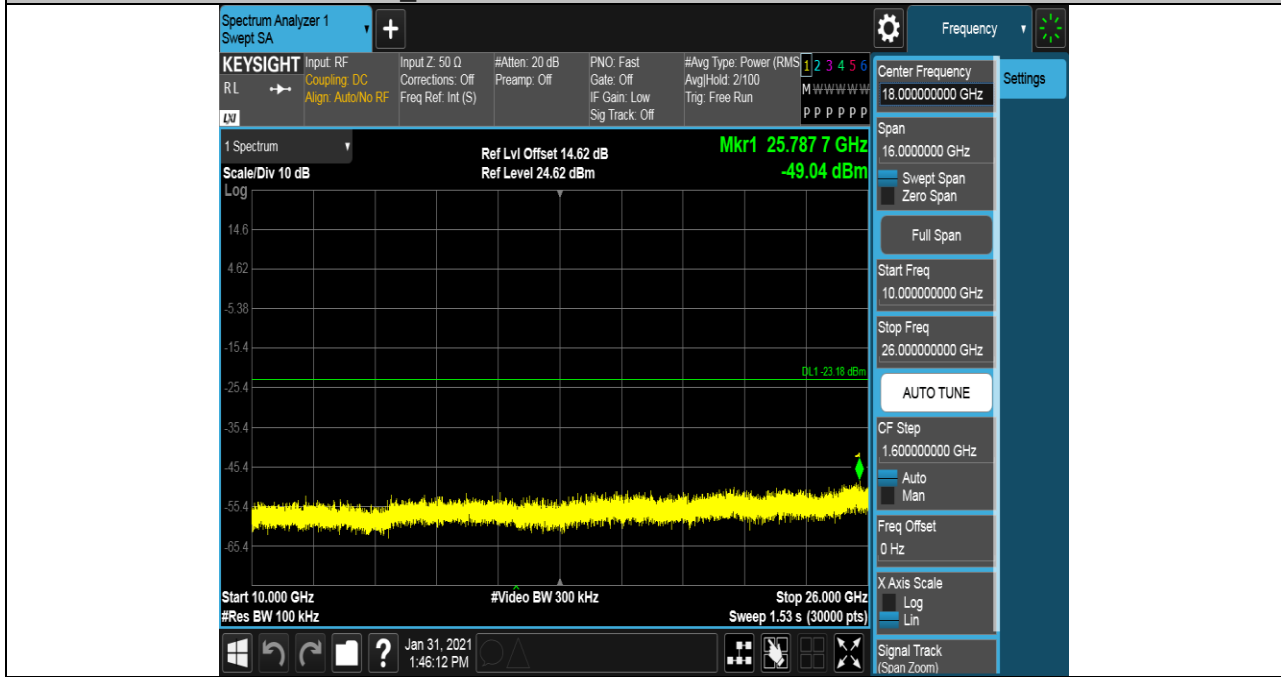 Spectrum Analyzer 1
Swept SA
+
Frequency
KEYSIGHT
RL
LXI
Input: RF
Coupling: DC
Align: Auto/No RF
Input Z: 50 Ω
Corrections: Off
Freq Ref: Int (S)
#Atten: 20 dB
Preamp: Off
PNO: Fast
Gate: Off
IF Gain: Low
Sig Track: Off
#Avg Type: Power (RMS
Avg|Hold: 2/100
Trig: Free Run
1 2 3 4 5 6
M W W W W W
P P P P P P
1 Spectrum
Scale/Div 10 dB
Log
Ref Lvl Offset 14.62 dB
Ref Level 24.62 dBm
Mkr1 25.787 7 GHz
-49.04 dBm
14.6
4.62
-5.38
-15.4
DL1 -23.18 dBm
-25.4
-35.4
-45.4
1
-55.4
-65.4
Start 10.000 GHz
#Video BW 300 kHz
Stop 26.000 GHz
#Res BW 100 kHz
Sweep 1.53 s (30000 pts)
?
Jan 31, 2021
1:46:12 PM
Center Frequency
18.000000000 GHz
Settings
Span
16.0000000 GHz
Swept Span
Zero Span
Full Span
Start Freq
10.000000000 GHz
Stop Freq
26.000000000 GHz
AUTO TUNE
CF Step
1.600000000 GHz
Auto
Man
Freq Offset
0 Hz
X Axis Scale
Log
Lin
Signal Track
(Span Zoom)